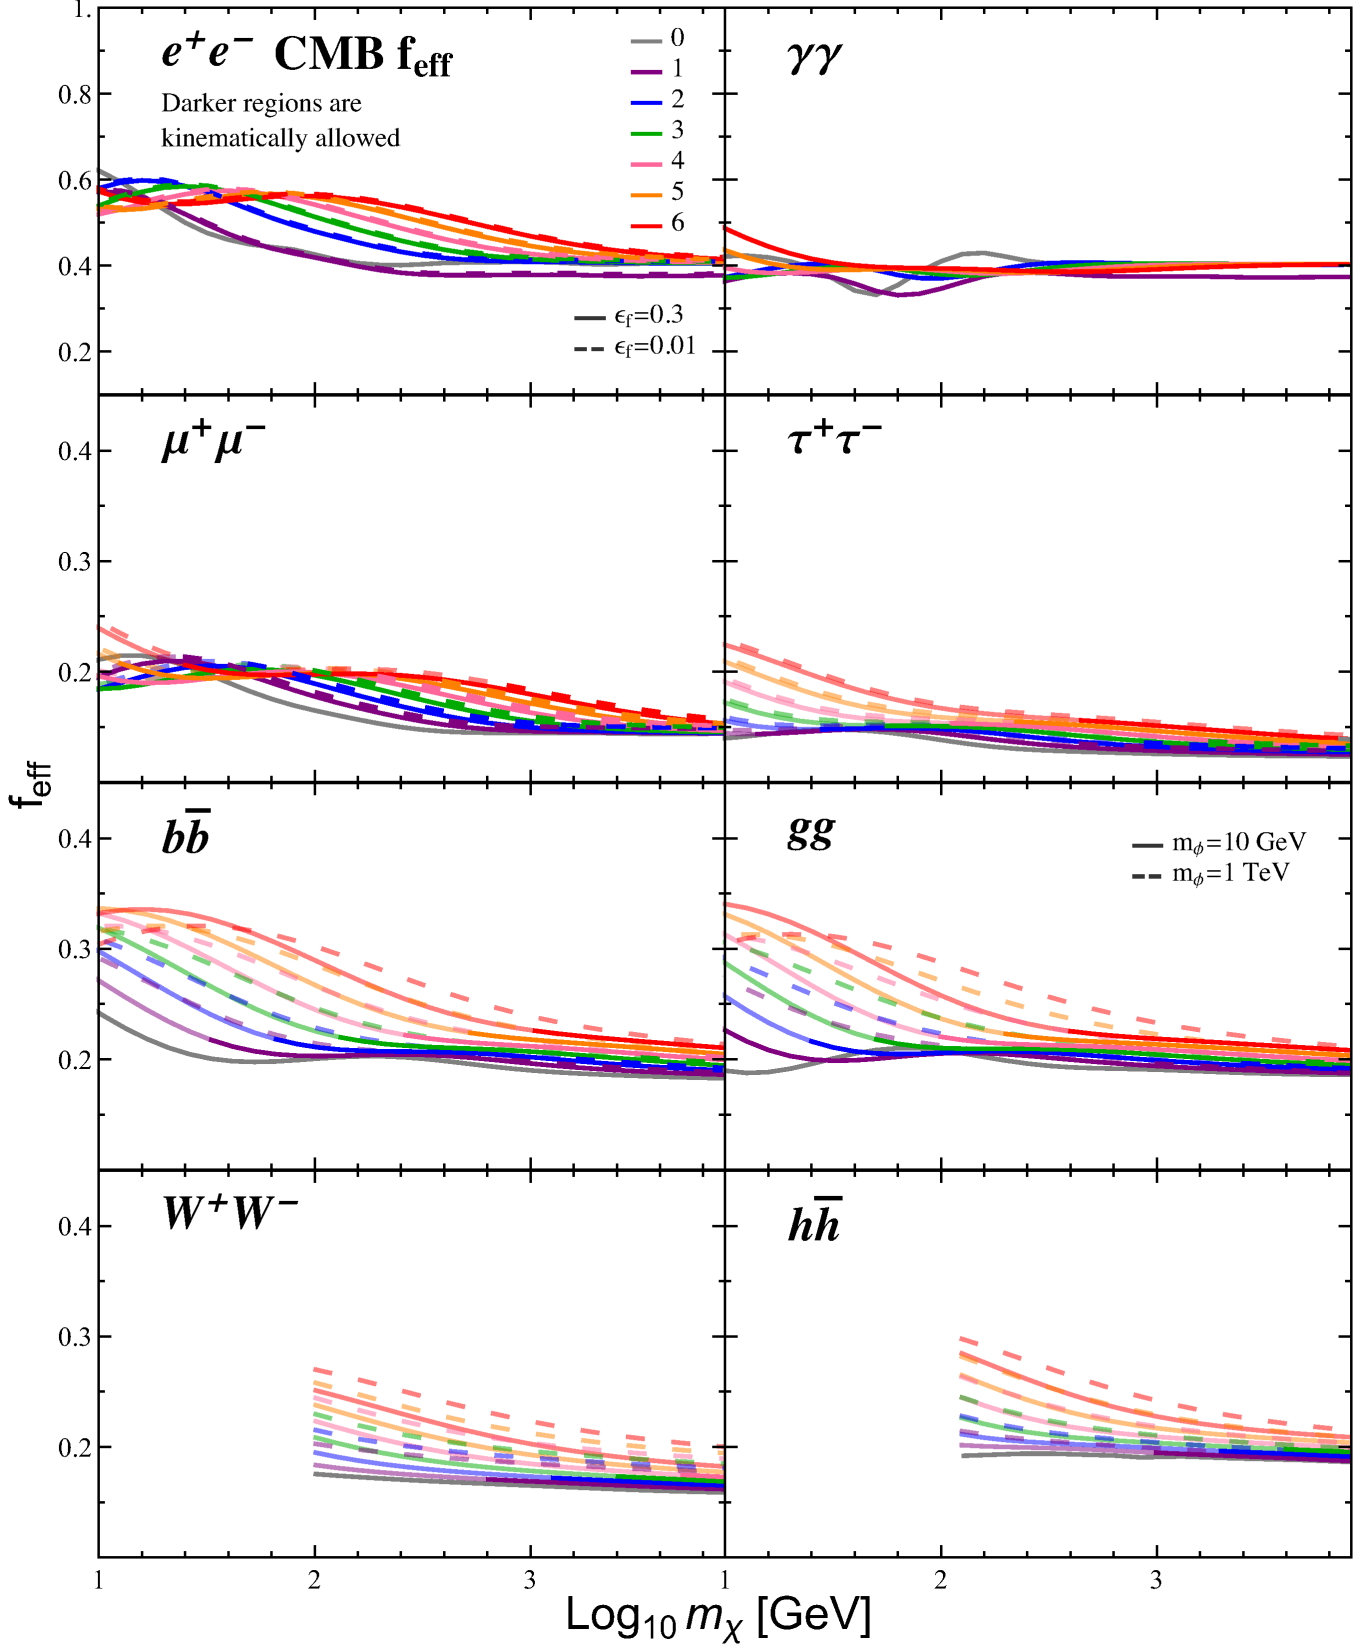 e⁺e⁻ CMB f_eff
Darker regions are
kinematically allowed
0
1
2
3
4
5
6
ϵ_f=0.3
ϵ_f=0.01
1.
0.8
0.6
0.4
0.2
γγ
μ⁺μ⁻
0.4
0.3
0.2
τ⁺τ⁻
bb̅
0.4
0.3
0.2
gg
m_ϕ=10 GeV
m_ϕ=1 TeV
W⁺W⁻
0.4
0.3
0.2
hh̅
f_eff
1 2 3 1 2 3
Log₁₀ m_χ [GeV]